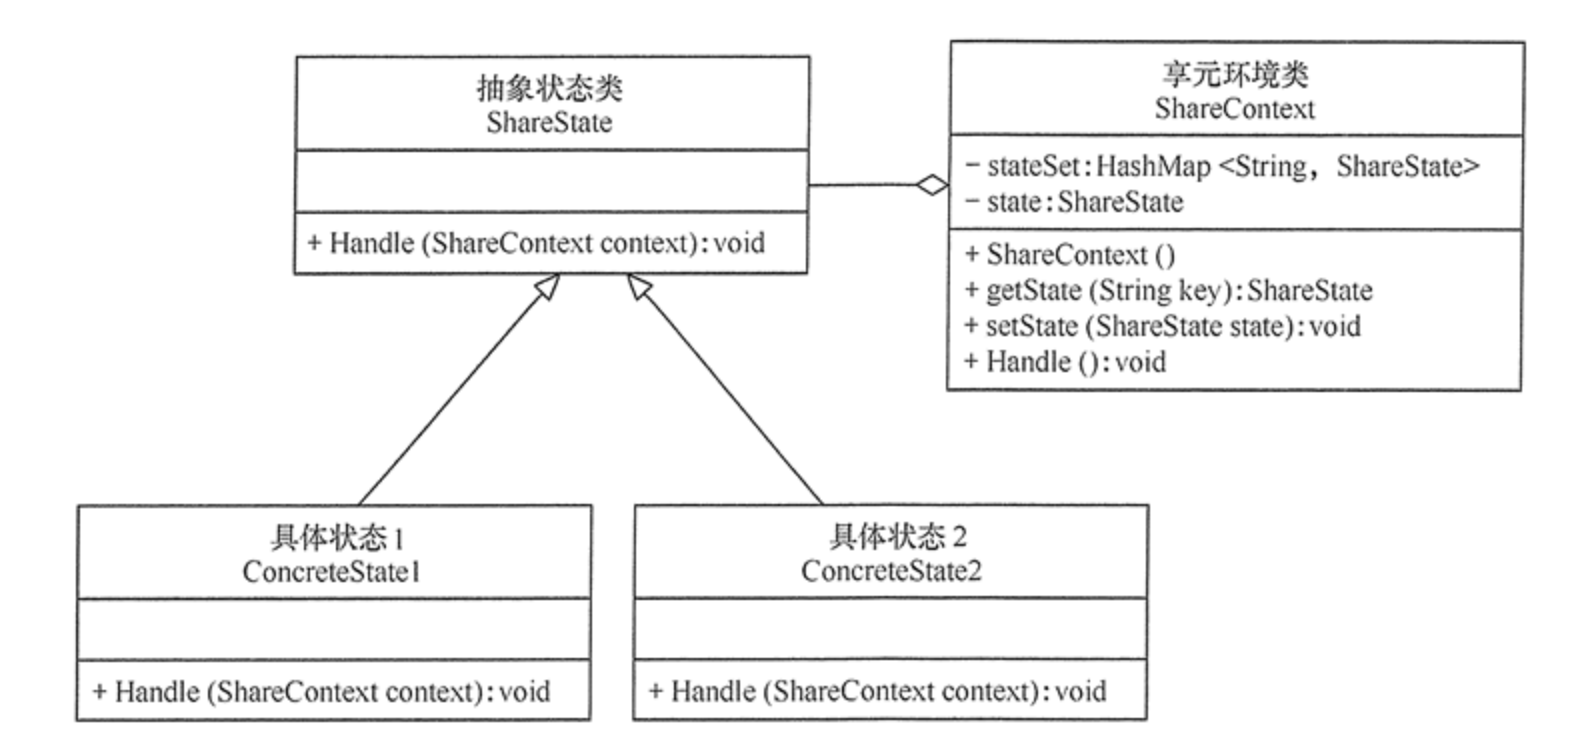 抽象状态类
ShareState
+ Handle (ShareContext context):void
享元环境类
ShareContext
- stateSet:HashMap <String, ShareState>
- state:ShareState
+ ShareContext ()
+ getState (String key):ShareState
+ setState (ShareState state):void
+ Handle ():void
具体状态1
ConcreteState1
+ Handle (ShareContext context):void
具体状态2
ConcreteState2
+ Handle (ShareContext context):void